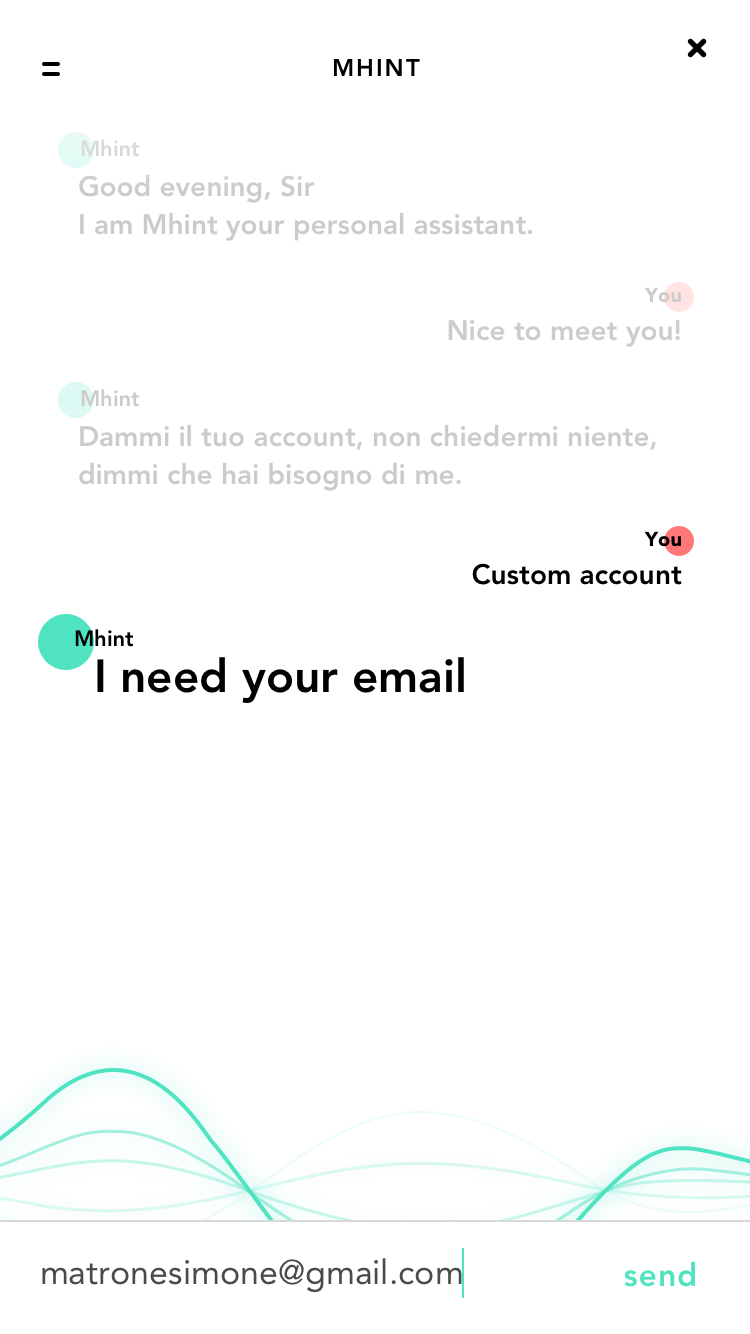 MHINT
Mhint
Good evening, Sir
I am Mhint your personal assistant.
You
Nice to meet you!
Mhint
Dammi il tuo account, non chiedermi niente,
dimmi che hai bisogno di me.
You
Custom account
Mhint
I need your email
matronesimone@gmail.com
send